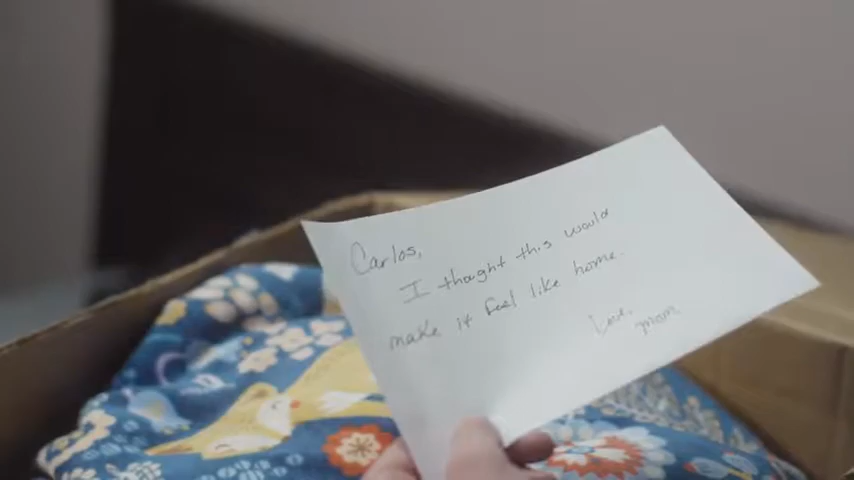 Carlos,
I thought this would
make it feel like home.
Love,
mom